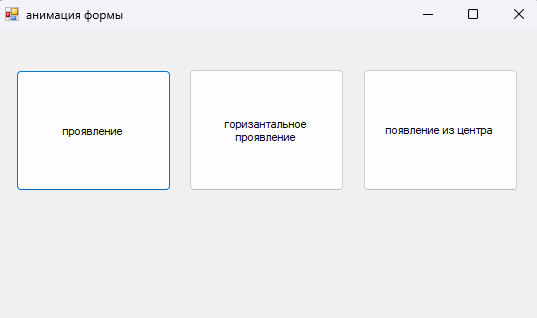 анимация формы
проявление
горизантальное
проявление
появление из центра